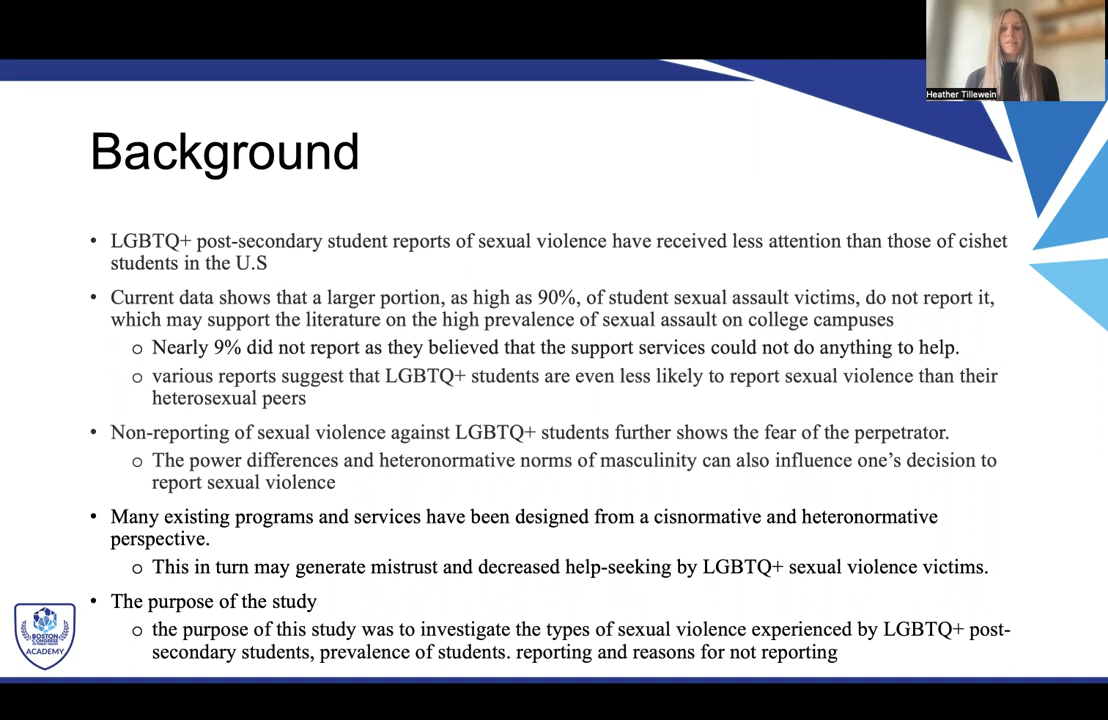 Heather Tillewein
Background
• LGBTQ+ post-secondary student reports of sexual violence have received less attention than those of cishet
students in the U.S
• Current data shows that a larger portion, as high as 90%, of student sexual assault victims, do not report it,
which may support the literature on the high prevalence of sexual assault on college campuses
o Nearly 9% did not report as they believed that the support services could not do anything to help.
o various reports suggest that LGBTQ+ students are even less likely to report sexual violence than their
heterosexual peers
• Non-reporting of sexual violence against LGBTQ+ students further shows the fear of the perpetrator.
o The power differences and heteronormative norms of masculinity can also influence one’s decision to
report sexual violence
• Many existing programs and services have been designed from a cisnormative and heteronormative
perspective.
o This in turn may generate mistrust and decreased help-seeking by LGBTQ+ sexual violence victims.
• The purpose of the study
o the purpose of this study was to investigate the types of sexual violence experienced by LGBTQ+ post-
secondary students, prevalence of students. reporting and reasons for not reporting
BOSTON
CONGRESS
ACADEMY